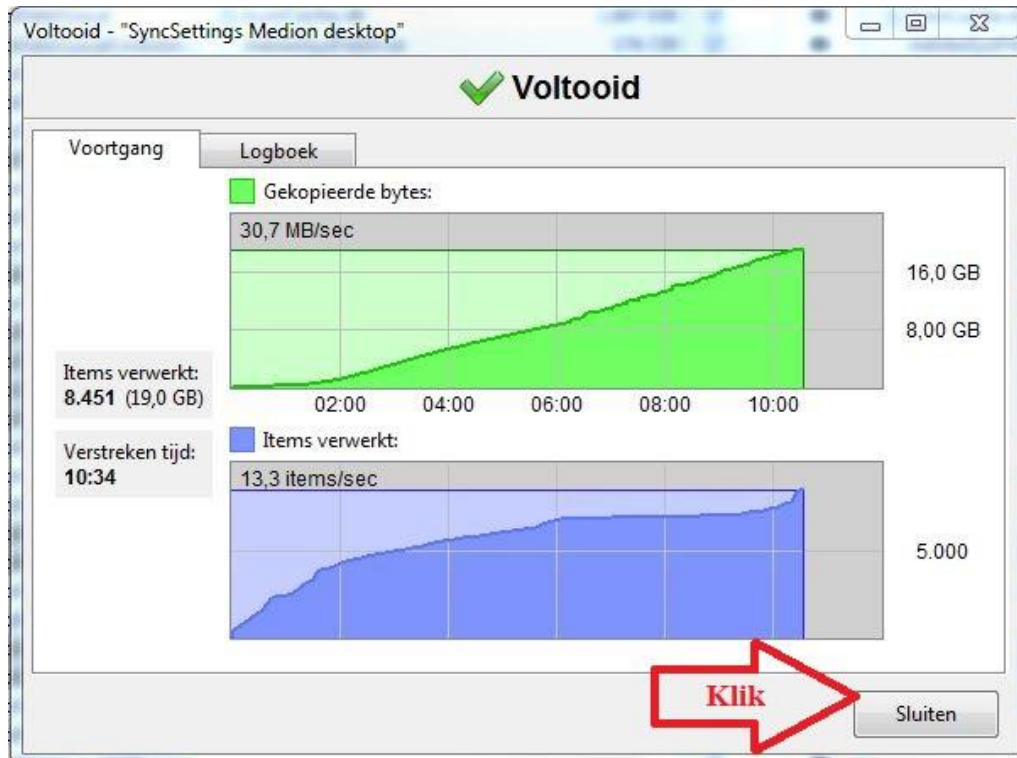 Voltooid - "SyncSettings Medion desktop"
Voltooid
Voortgang
Logboek
Gekopieerde bytes:
30,7 MB/sec
16,0 GB
8,00 GB
02:00 04:00 06:00 08:00 10:00
Items verwerkt:
8.451 (19,0 GB)
Verstreken tijd:
10:34
Items verwerkt:
13,3 items/sec
5.000
Klik
Sluiten